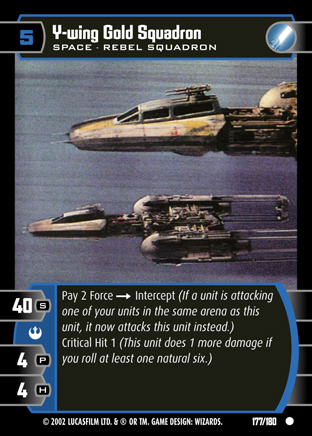 5
Y-wing Gold Squadron
SPACE · REBEL SQUADRON
40 S
4 P
4 H
Pay 2 Force → Intercept (If a unit is attacking
one of your units in the same arena as this
unit, it now attacks this unit instead.)
Critical Hit 1 (This unit does 1 more damage if
you roll at least one natural six.)
© 2002 LUCASFILM LTD. & ® OR TM. GAME DESIGN: WIZARDS.
177/180